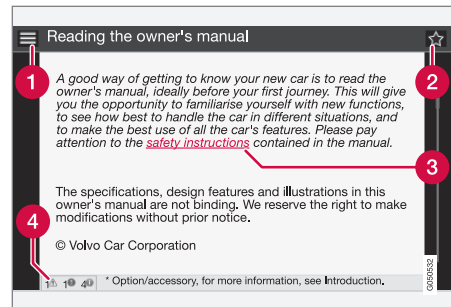 Reading the owner's manual
1
2
A good way of getting to know your new car is to read the
owner's manual, ideally before your first journey. This will give
you the opportunity to familiarise yourself with new functions,
to see how best to handle the car in different situations, and
to make the best use of all the car's features. Please pay
attention to the safety instructions contained in the manual.
3
The specifications, design features and illustrations in this
owner's manual are not binding. We reserve the right to make
modifications without prior notice.
© Volvo Car Corporation
4
1 1 4 * Option/accessory, for more information, see Introduction.
G050532